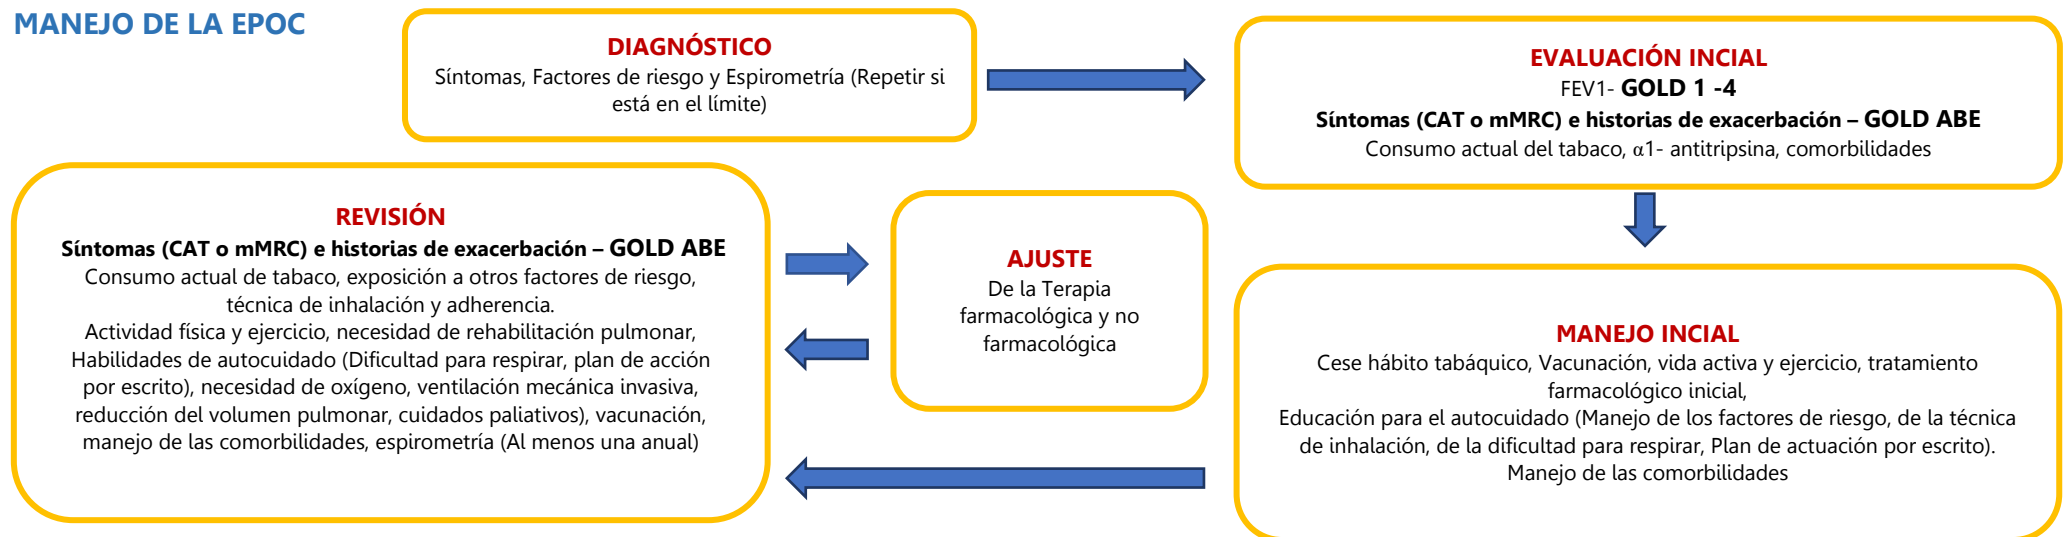 MANEJO DE LA EPOC
DIAGNÓSTICO
Síntomas, Factores de riesgo y Espirometría (Repetir si
está en el límite)
EVALUACIÓN INCIAL
FEV1- GOLD 1 -4
Síntomas (CAT o mMRC) e historias de exacerbación – GOLD ABE
Consumo actual del tabaco, α1- antitripsina, comorbilidades
REVISIÓN
Síntomas (CAT o mMRC) e historias de exacerbación – GOLD ABE
Consumo actual de tabaco, exposición a otros factores de riesgo,
técnica de inhalación y adherencia.
Actividad física y ejercicio, necesidad de rehabilitación pulmonar,
Habilidades de autocuidado (Dificultad para respirar, plan de acción
por escrito), necesidad de oxígeno, ventilación mecánica invasiva,
reducción del volumen pulmonar, cuidados paliativos), vacunación,
manejo de las comorbilidades, espirometría (Al menos una anual)
AJUSTE
De la Terapia
farmacológica y no
farmacológica
MANEJO INCIAL
Cese hábito tabáquico, Vacunación, vida activa y ejercicio, tratamiento
farmacológico inicial,
Educación para el autocuidado (Manejo de los factores de riesgo, de la técnica
de inhalación, de la dificultad para respirar, Plan de actuación por escrito).
Manejo de las comorbilidades